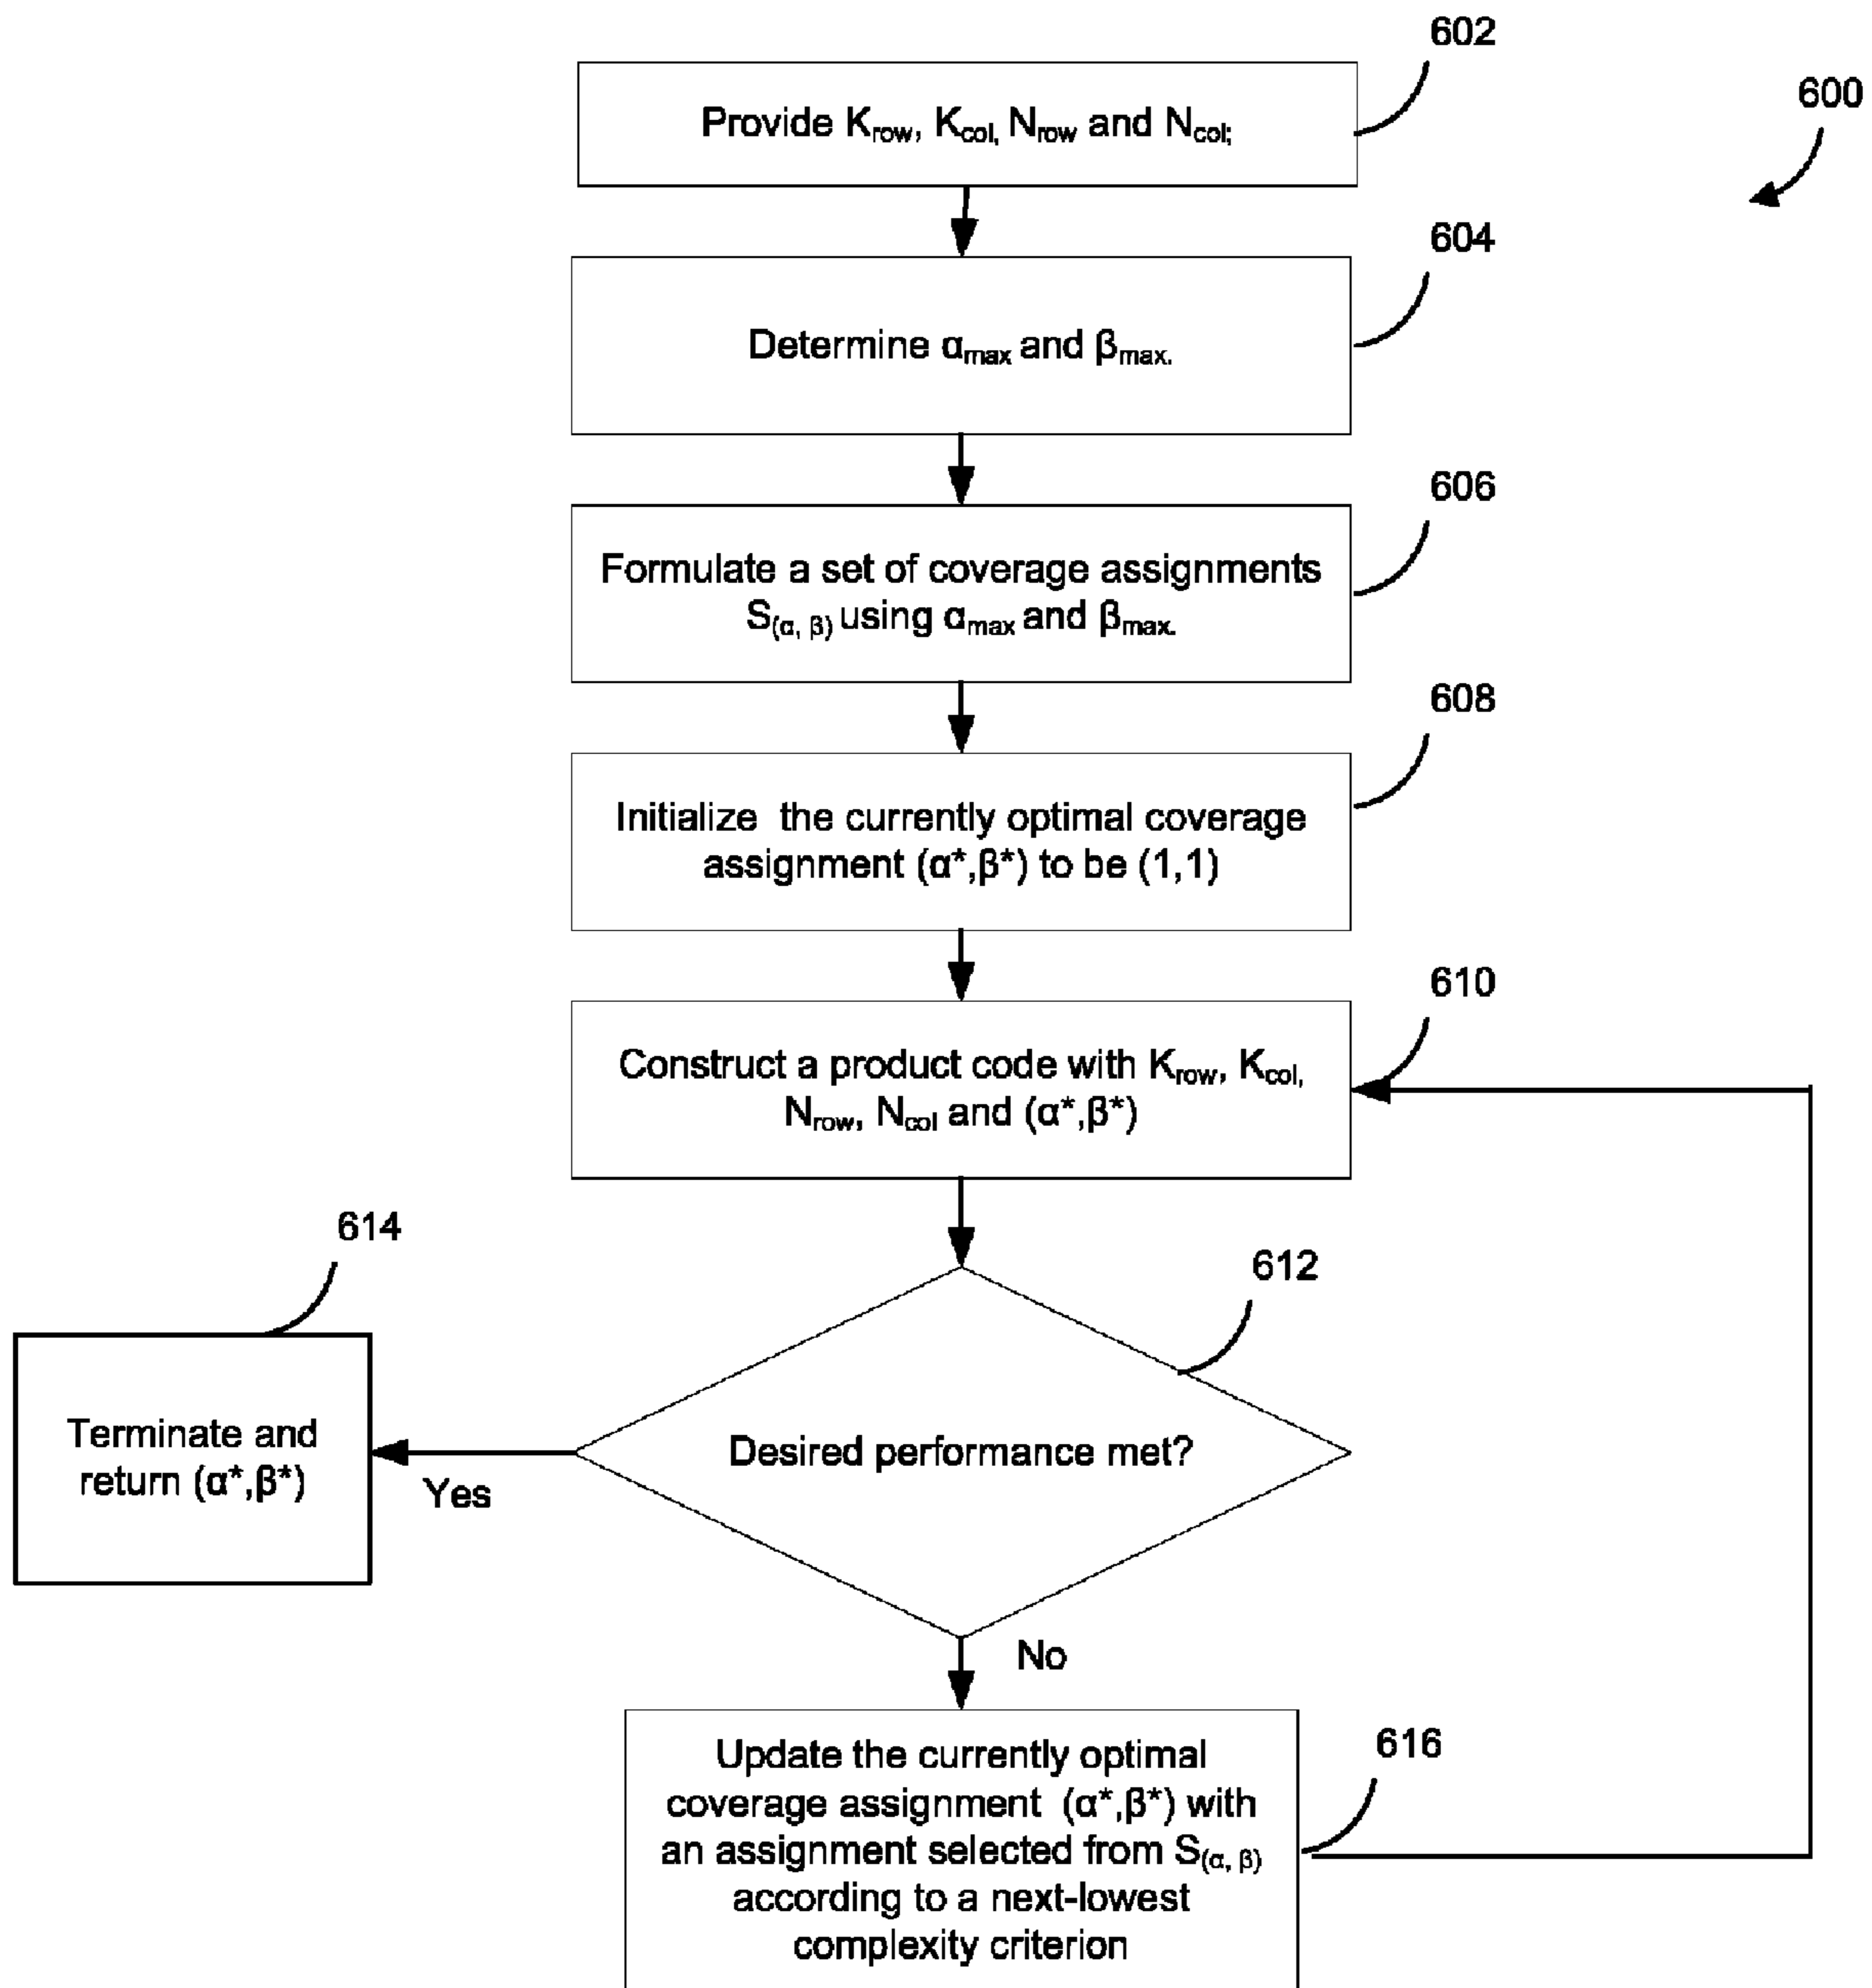 602
600
Provide Krow, Kcol, Nrow and Ncol;
604
Determine αmax and βmax.
606
Formulate a set of coverage assignments
S(α, β) using αmax and βmax.
608
Initialize the currently optimal coverage
assignment (α*,β*) to be (1,1)
610
Construct a product code with Krow, Kcol,
Nrow, Ncol and (α*,β*)
614
612
Desired performance met?
Terminate and
return (α*,β*)
Yes
No
616
Update the currently optimal
coverage assignment (α*,β*) with
an assignment selected from S(α, β)
according to a next-lowest
complexity criterion